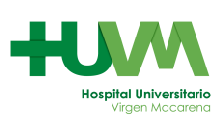 HUVM
Hospital Universitario
Virgen Mccarena